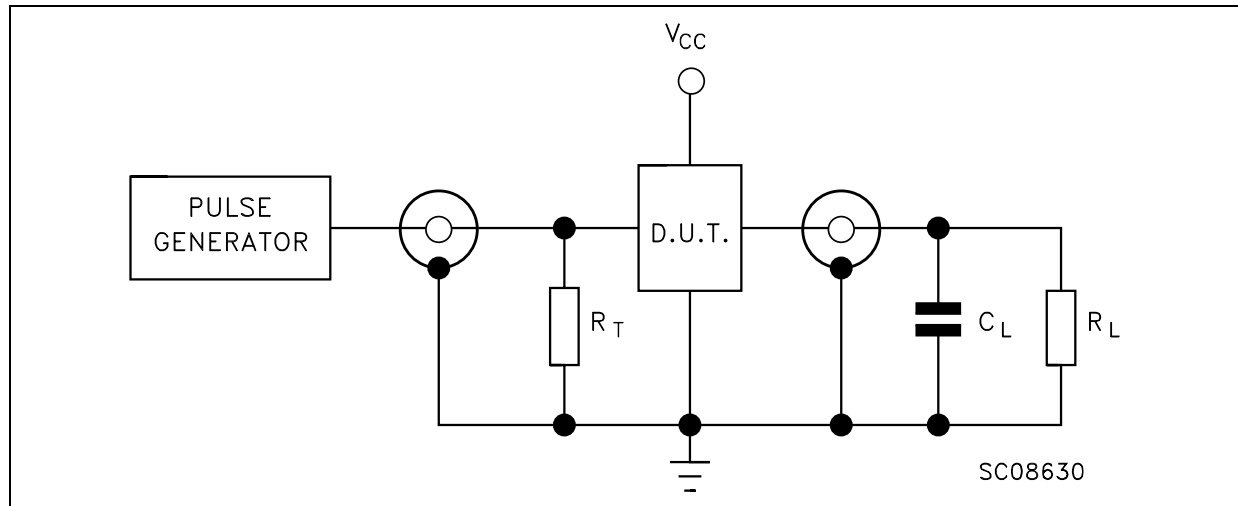 VCC
PULSE
GENERATOR
D.U.T.
RT
CL
RL
SC08630